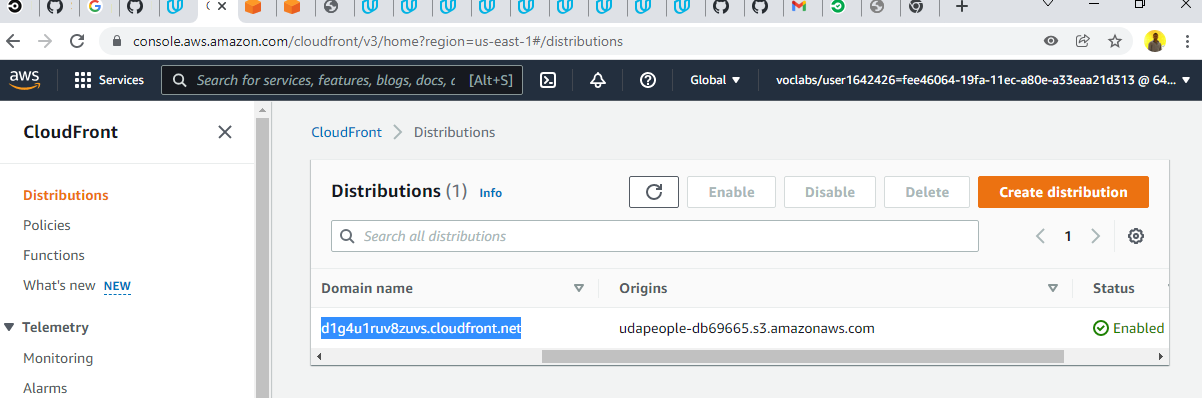 console.aws.amazon.com/cloudfront/v3/home?region=us-east-1#/distributions
aws Services Search for services, features, blogs, docs, c [Alt+S] Global voclabs/user1642426=fee46064-19fa-11ec-a80e-a33eaa21d313 @ 64...
CloudFront
Distributions
Policies
Functions
What's new NEW
Telemetry
Monitoring
Alarms
CloudFront Distributions
Distributions (1) Info Enable Disable Delete Create distribution
Search all distributions 1
Domain name Origins Status
d1g4u1ruv8zuvs.cloudfront.net udapeople-db69665.s3.amazonaws.com Enabled